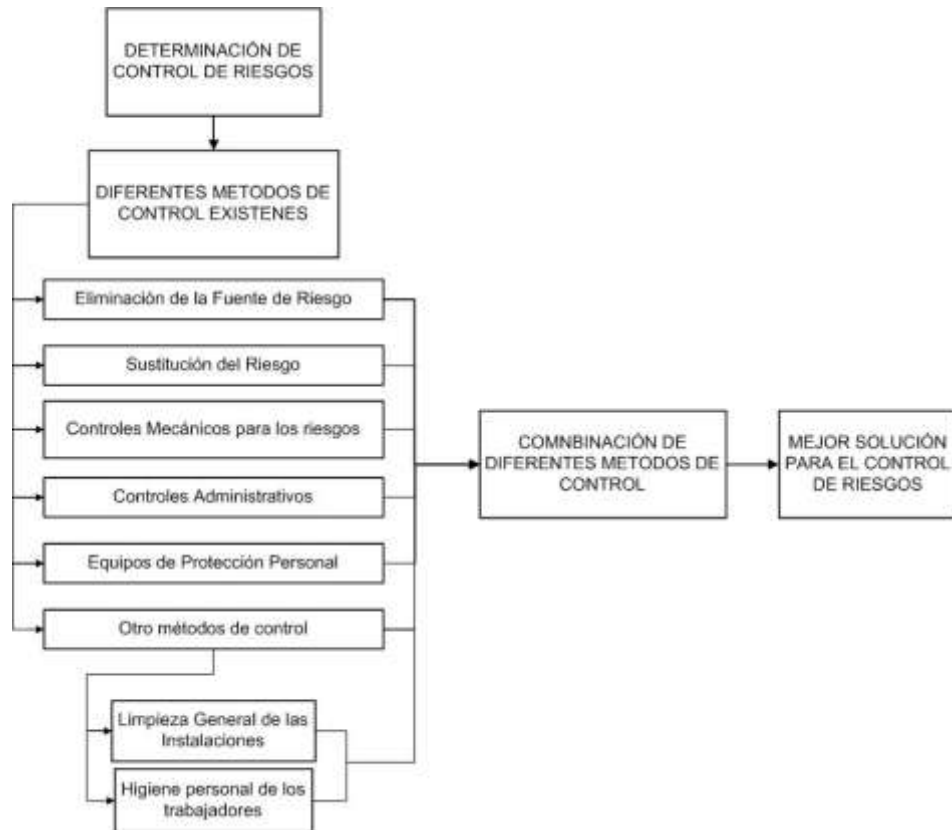 DETERMINACIÓN DE
CONTROL DE RIESGOS
DIFERENTES METODOS DE
CONTROL EXISTENES
Eliminación de la Fuente de Riesgo
Sustitución del Riesgo
Controles Mecánicos para los riesgos
Controles Administrativos
Equipos de Protección Personal
Otro métodos de control
Limpieza General de las
Instalaciones
Higiene personal de los
trabajadores
COMNBINACIÓN DE
DIFERENTES METODOS DE
CONTROL
MEJOR SOLUCIÓN
PARA EL CONTROL
DE RIESGOS